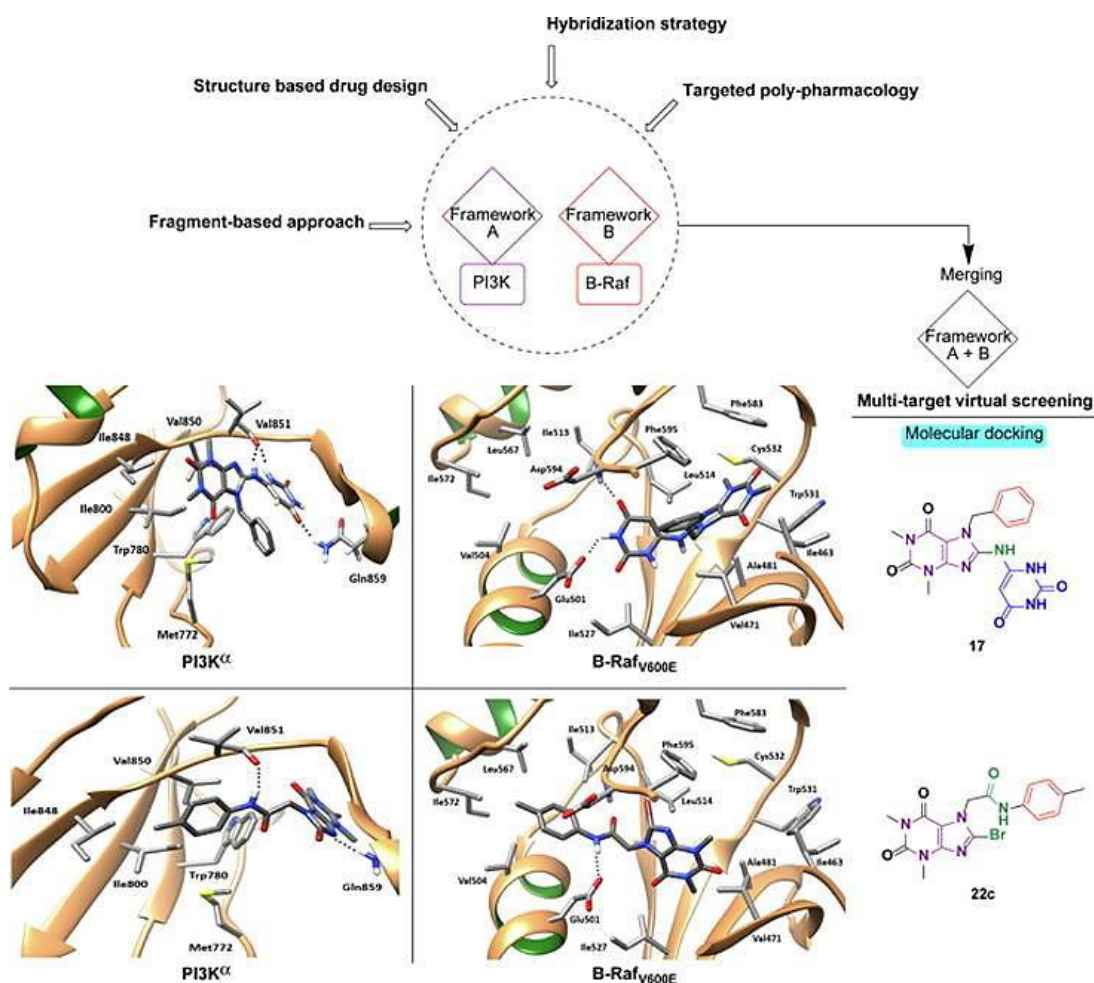 Hybridization strategy
Structure based drug design
Targeted poly-pharmacology
Fragment-based approach
Framework
A
PI3K
Framework
B
B-Raf
Merging
Framework
A + B
Multi-target virtual screening
Molecular docking
Val850
Val851
Ile848
Ile800
Trp780
Met772
Gln859
PI3Kα
Phe583
Ile513
Phe595
Cys532
Leu567
Asp594
Leu514
Ile572
Trp531
Val504
Ile463
Ala481
Glu501
Val471
Ile527
B-RafV600E
O
N
N
N
O
N
N
NH
NH
O
O
NH
17
Val851
Val850
Ile848
Ile800
Trp780
Gln859
Met772
PI3Kα
Phe583
Ile513
Phe595
Cys532
Leu567
Asp594
Leu514
Ile572
Trp531
Val504
Ala481
Ile463
Glu501
Val471
Ile527
B-RafV600E
O
O
N
N
H
N
Br
O
N
N
22c